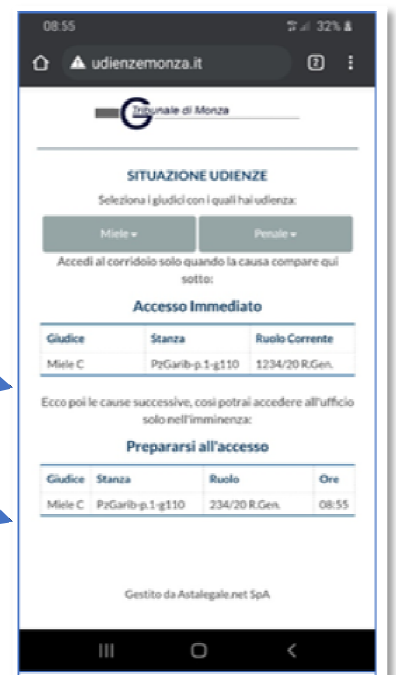 08:55 32%
udienzemonza.it 2
Tribunale di Monza
SITUAZIONE UDIENZE
Seleziona i giudici con i quali hai udienza:
Miele Penale
Accedi al corridoio solo quando la causa compare qui
sotto:
Accesso Immediato
Giudice Stanza Ruolo Corrente
Miele C PzGarib-p.1-g110 1234/20 R.Gen.
Ecco poi le cause successive, così potrai accedere all'ufficio
solo nell'imminenza:
Prepararsi all'accesso
Giudice Stanza Ruolo Ore
Miele C PzGarib-p.1-g110 234/20 R.Gen. 08:55
Gestito da Astalegale.net SpA